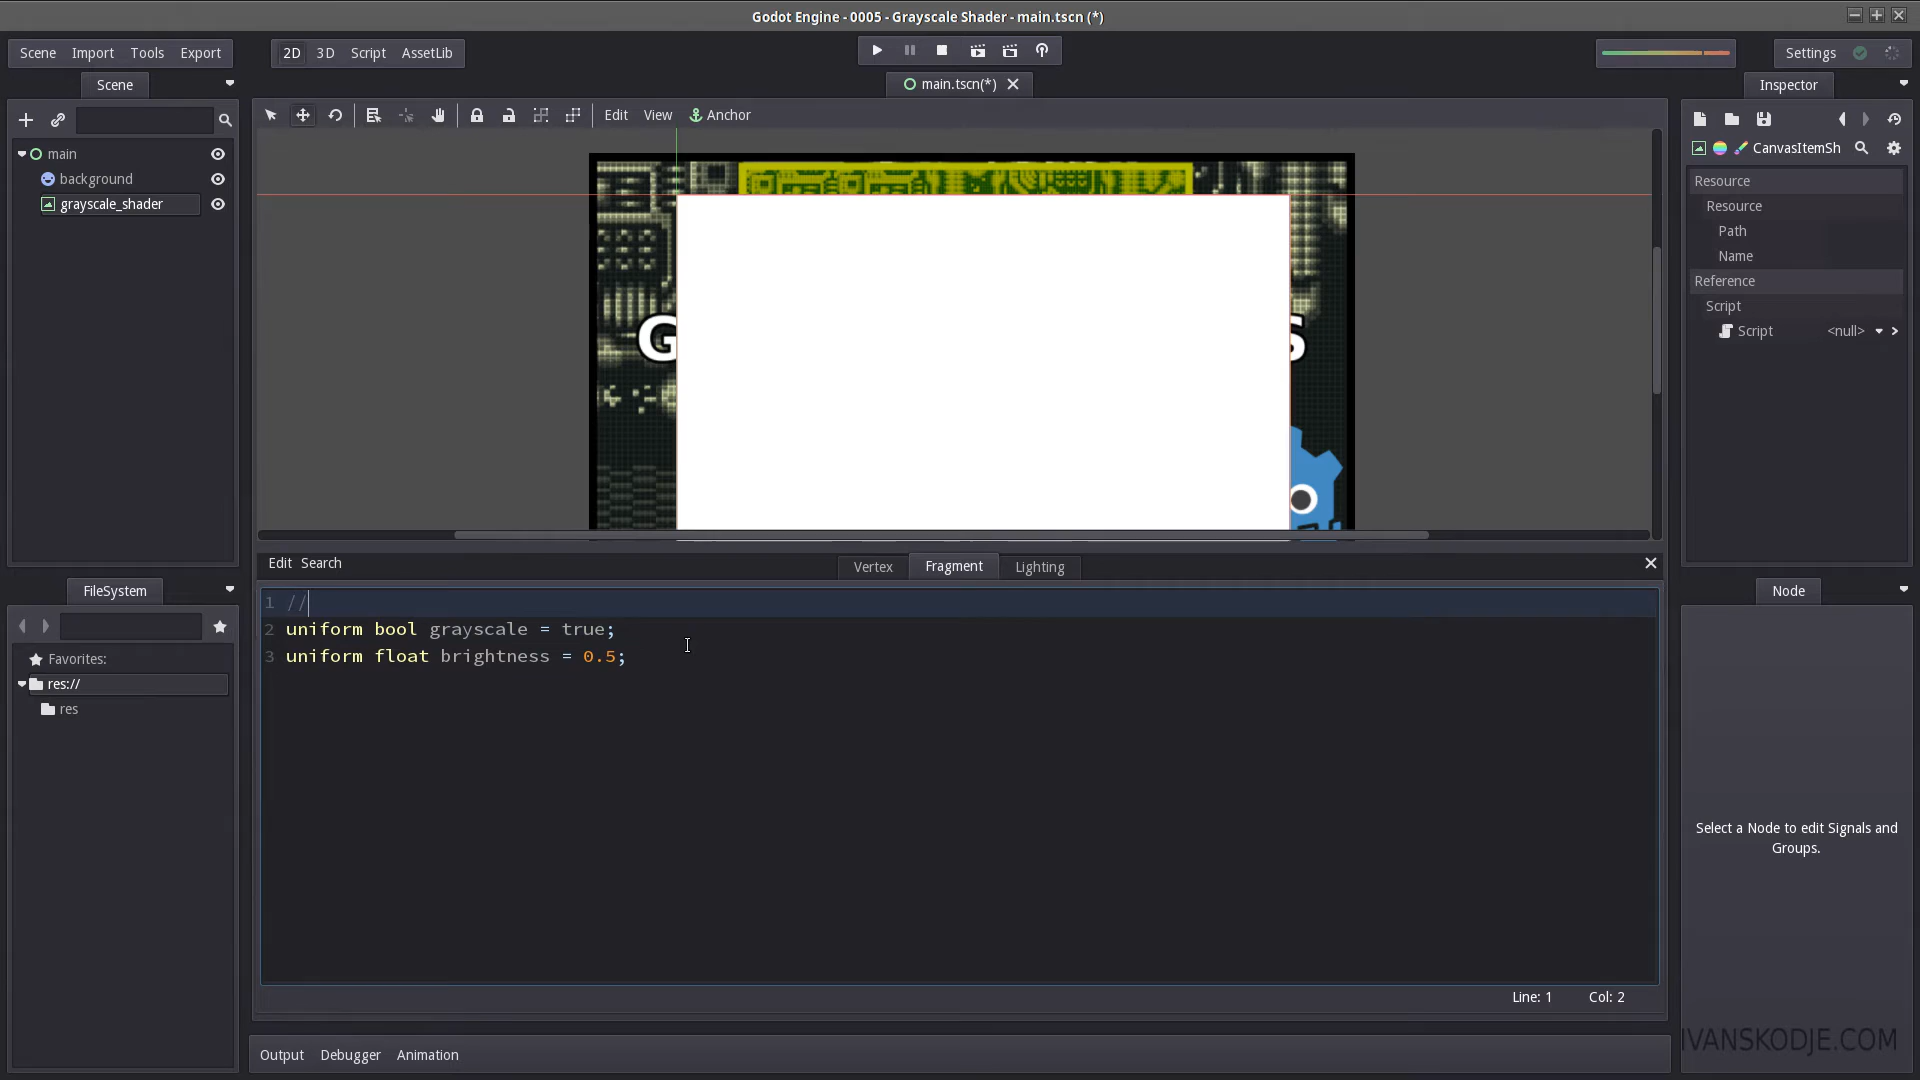 Godot Engine - 0005 - Grayscale Shader - main.tscn (*)
Scene Import Tools Export
2D 3D Script AssetLib
Settings
Scene
main.tscn(*)
Inspector
Edit View Anchor
CanvasItemSh
main
background
grayscale_shader
Resource
Resource
Path
Name
Reference
Script
Script <null>
G
S
Edit Search
Vertex Fragment Lighting
FileSystem
Node
1 //
2 uniform bool grayscale = true;
3 uniform float brightness = 0.5;
Favorites:
res://
res
Select a Node to edit Signals and
Groups.
Line: 1 Col: 2
Output Debugger Animation
IVANSKODJE.COM